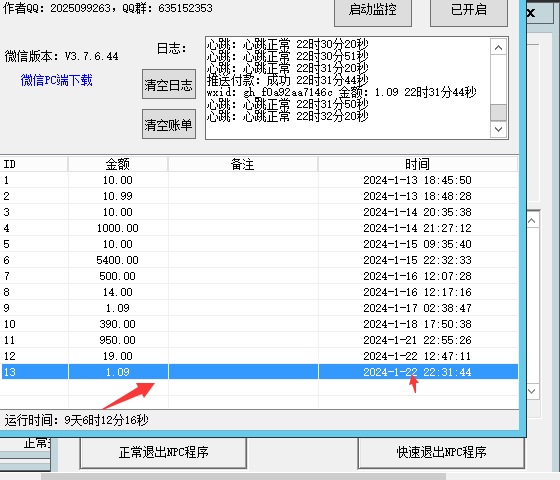 作者QQ: 2025099263, QQ群: 635152353
启动监控
已开启
微信版本: V3.7.6.44
日志:
微信PC端下载
清空日志
清空账单
心跳: 心跳正常 22时30分20秒
心跳: 心跳正常 22时30分51秒
心跳: 心跳正常 22时31分20秒
推送付款: 成功 22时31分44秒
wxid: gh_f0a92aa7146c 金额: 1.09 22时31分44秒
心跳: 心跳正常 22时31分50秒
心跳: 心跳正常 22时32分20秒
ID 金额 备注 时间
1 10.00 2024-1-13 18:45:50
2 10.99 2024-1-13 18:48:28
3 10.00 2024-1-14 20:35:38
4 1000.00 2024-1-14 21:27:12
5 10.00 2024-1-15 09:35:40
6 5400.00 2024-1-15 22:32:33
7 500.00 2024-1-16 12:07:28
8 14.00 2024-1-16 12:17:16
9 1.09 2024-1-17 02:38:47
10 390.00 2024-1-18 17:50:38
11 950.00 2024-1-21 22:55:26
12 19.00 2024-1-22 12:47:11
13 1.09 2024-1-22 22:31:44
运行时间: 9天6时12分16秒
正常
正常退出NPC程序
快速退出NPC程序